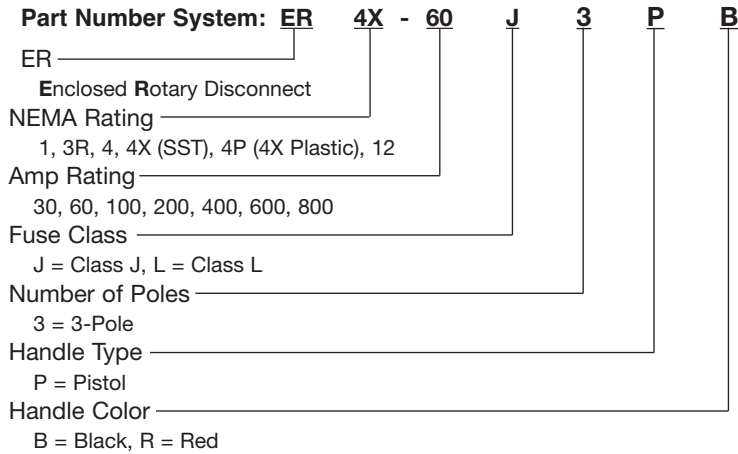 Part Number System: ER 4X - 60 J 3 P B
ER
Enclosed Rotary Disconnect
NEMA Rating
1, 3R, 4, 4X (SST), 4P (4X Plastic), 12
Amp Rating
30, 60, 100, 200, 400, 600, 800
Fuse Class
J = Class J, L = Class L
Number of Poles
3 = 3-Pole
Handle Type
P = Pistol
Handle Color
B = Black, R = Red